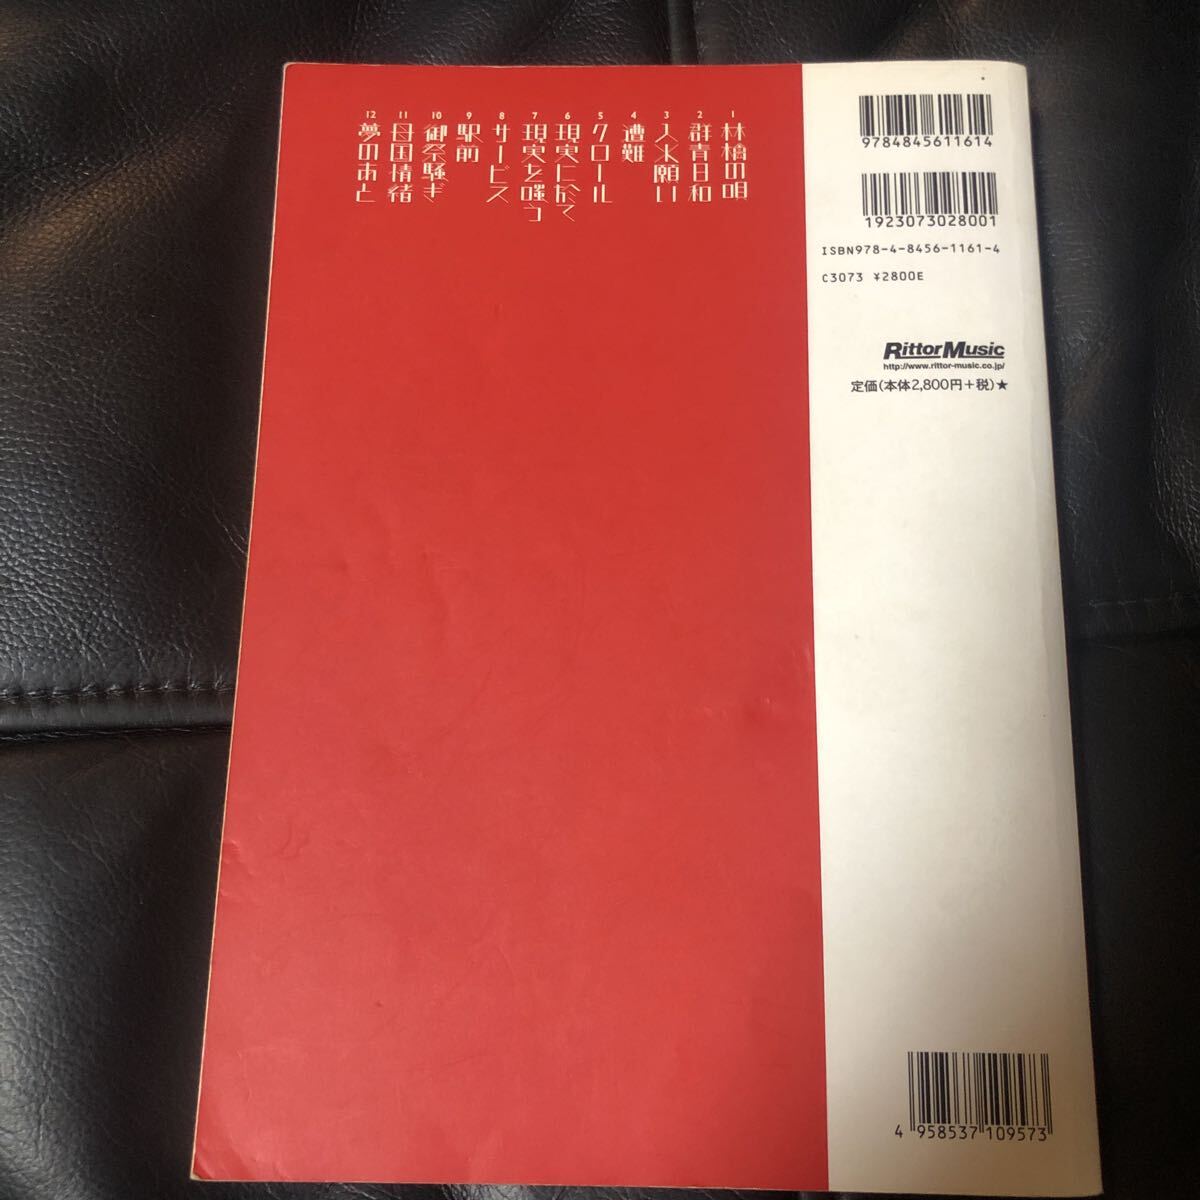 1 林檎の唄
2 群青日和
3 入水願い
4 遭難
5 クロール
6 現実に於て
7 現実を嗤う
8 サービス
9 駅前
10 御祭騒ぎ
11 母国情緒
12 夢のあと
9784845611614
1923073028001
ISBN978-4-8456-1161-4
C3073 ¥2800E
RittorMusic
http://www.rittor-music.co.jp/
定価(本体2,800円+税)★
4 958537 109573